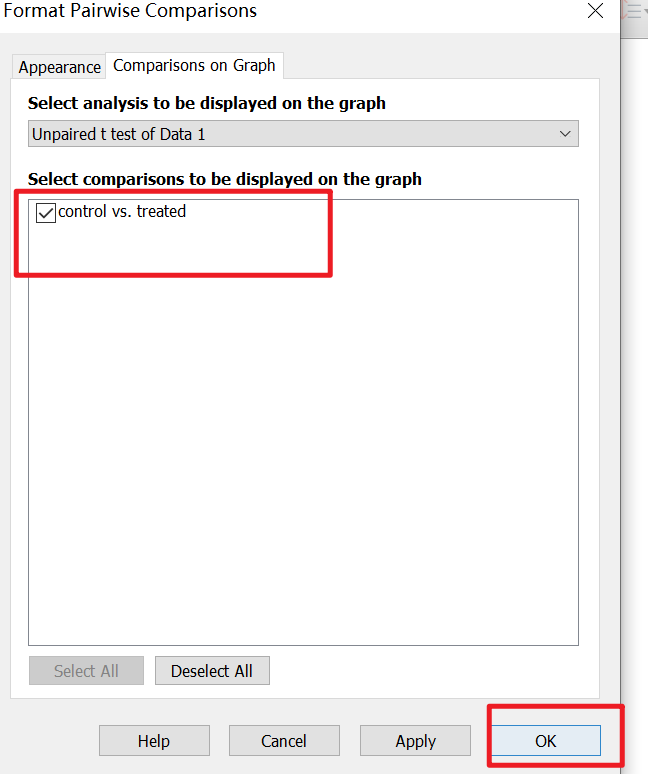 Format Pairwise Comparisons
Appearance
Comparisons on Graph
Select analysis to be displayed on the graph
Unpaired t test of Data 1
Select comparisons to be displayed on the graph
control vs. treated
Select All
Deselect All
Help
Cancel
Apply
OK